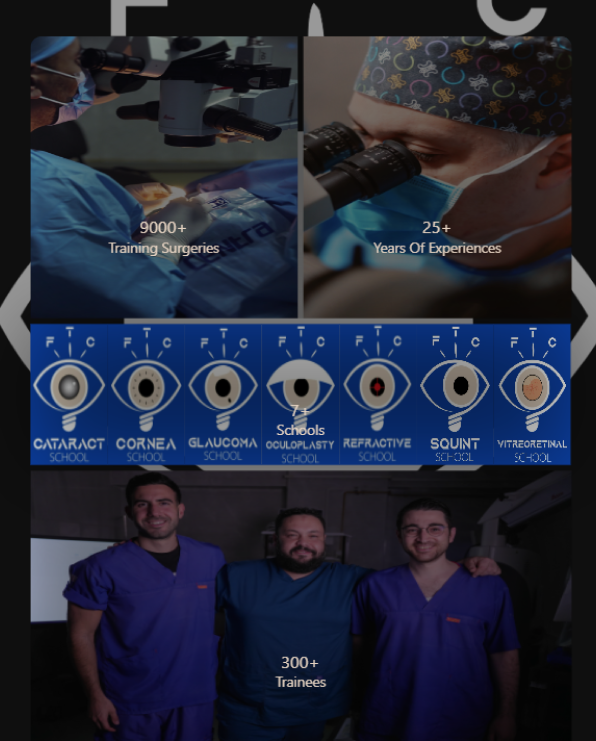 F C
9000+
Training Surgeries
25+
Years Of Experiences
F T C
CATARACT
SCHOOL
F T C
CORNEA
SCHOOL
F T C
GLAUCOMA
SCHOOL
F T C
OCULOPLASTY
SCHOOL
F T C
REFRACTIVE
SCHOOL
F T C
SQUINT
SCHOOL
F T C
VITREORETINAL
SCHOOL
7+
Schools
300+
Trainees